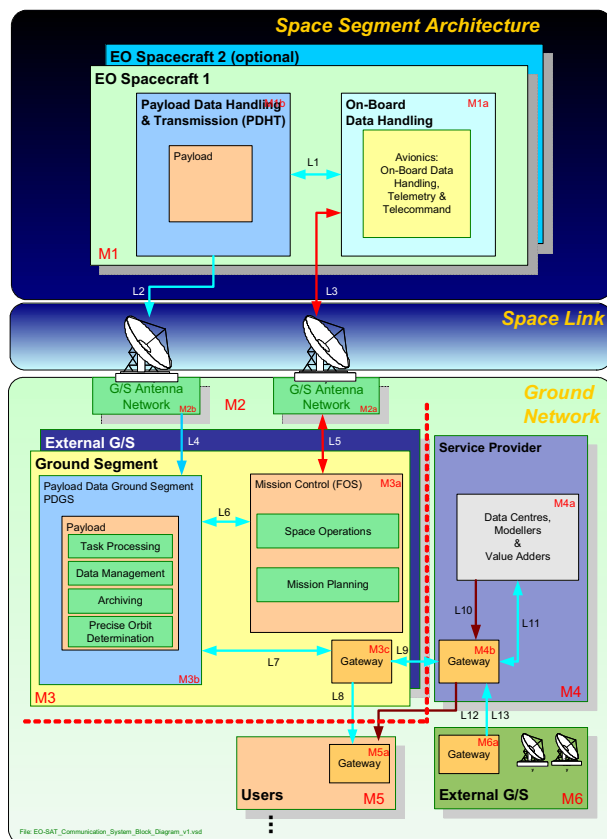 Space Segment Architecture
EO Spacecraft 2 (optional)
EO Spacecraft 1
Payload Data Handling
& Transmission (PDHT)
M1b
Payload
L1
On-Board
Data Handling
M1a
Avionics:
On-Board Data
Handling,
Telemetry &
Telecommand
M1
L2
L3
Space Link
G/S Antenna
Network
M2b
M2
G/S Antenna
Network
M2a
Ground
Network
L4
L5
External G/S
Ground Segment
Payload Data Ground Segment
PDGS
Payload
Task Processing
Data Management
Archiving
Precise Orbit
Determination
M3b
L6
Mission Control (FOS)
M3a
Space Operations
Mission Planning
L7
M3c
Gateway
L8
M3
L9
Service Provider
M4a
Data Centres,
Modellers
&
Value Adders
L10
L11
M4b
Gateway
M4
L12
L13
M5a
Gateway
Users
M5
M6a
Gateway
External G/S
M6
File: EO-SAT_Communication_System_Block_Diagram_v1.vsd